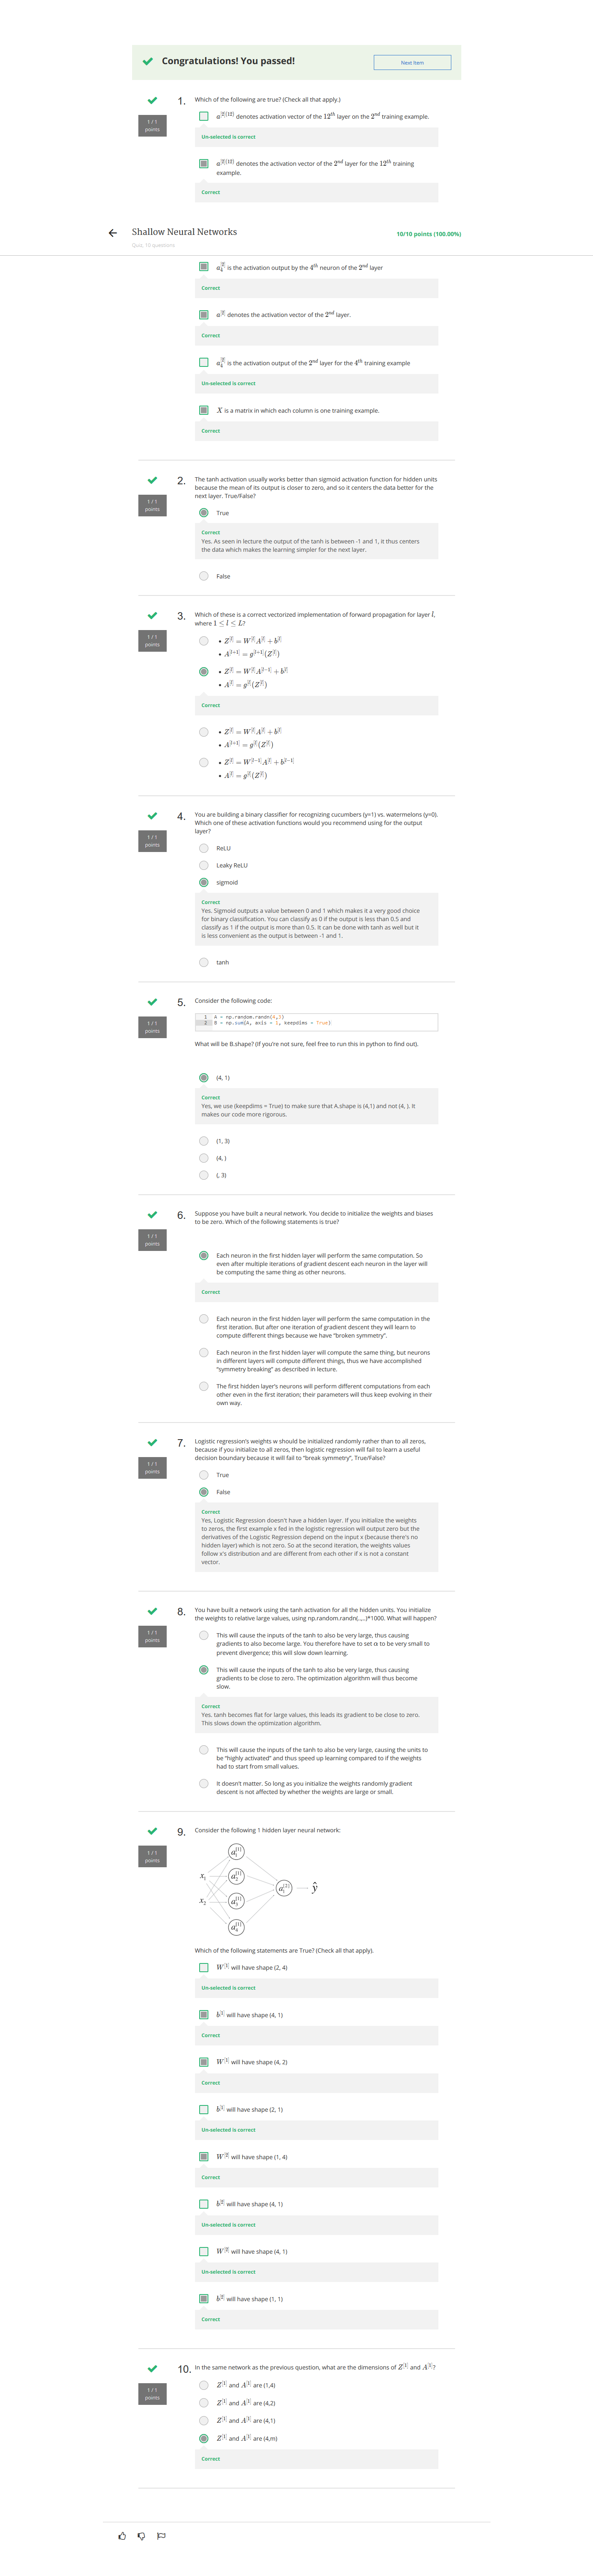 Congratulations! You passed!
Next Item
1.
1 / 1
points
Which of the following are true? (Check all that apply.)
a^{[2](12)} denotes activation vector of the 12^{th} layer on the 2^{nd} training example.
Un-selected is correct
a^{[2](12)} denotes the activation vector of the 2^{nd} layer for the 12^{th} training
example.
Correct
Shallow Neural Networks
Quiz, 10 questions
10/10 points (100.00%)
a_4^{[2]} is the activation output by the 4^{th} neuron of the 2^{nd} layer
Correct
a^{[2]} denotes the activation vector of the 2^{nd} layer.
Correct
a_4^{[2]} is the activation output of the 2^{nd} layer for the 4^{th} training example
Un-selected is correct
X is a matrix in which each column is one training example.
Correct
2.
1 / 1
points
The tanh activation usually works better than sigmoid activation function for hidden units
because the mean of its output is closer to zero, and so it centers the data better for the
next layer. True/False?
True
Correct
Yes. As seen in lecture the output of the tanh is between -1 and 1, it thus centers
the data which makes the learning simpler for the next layer.
False
3.
1 / 1
points
Which of these is a correct vectorized implementation of forward propagation for layer l,
where 1 ≤ l ≤ L?
• Z^{[l]} = W^{[l]} A^{[l]} + b^{[l]}
• A^{[l+1]} = g^{[l+1]}(Z^{[l]})
• Z^{[l]} = W^{[l]} A^{[l-1]} + b^{[l]}
• A^{[l]} = g^{[l]}(Z^{[l]})
Correct
• Z^{[l]} = W^{[l]} A^{[l]} + b^{[l]}
• A^{[l+1]} = g^{[l]}(Z^{[l]})
• Z^{[l]} = W^{[l-1]} A^{[l]} + b^{[l-1]}
• A^{[l]} = g^{[l]}(Z^{[l]})
4.
1 / 1
points
You are building a binary classifier for recognizing cucumbers (y=1) vs. watermelons (y=0).
Which one of these activation functions would you recommend using for the output
layer?
ReLU
Leaky ReLU
sigmoid
Correct
Yes. Sigmoid outputs a value between 0 and 1 which makes it a very good choice
for binary classification. You can classify as 0 if the output is less than 0.5 and
classify as 1 if the output is more than 0.5. It can be done with tanh as well but it
is less convenient as the output is between -1 and 1.
tanh
5.
1 / 1
points
Consider the following code:
1 A = np.random.randn(4,3)
2 B = np.sum(A, axis = 1, keepdims = True)
What will be B.shape? (If you're not sure, feel free to run this in python to find out).
(4, 1)
Correct
Yes, we use (keepdims = True) to make sure that A.shape is (4,1) and not (4, ). It
makes our code more rigorous.
(1, 3)
(4, )
(, 3)
6.
1 / 1
points
Suppose you have built a neural network. You decide to initialize the weights and biases
to be zero. Which of the following statements is true?
Each neuron in the first hidden layer will perform the same computation. So
even after multiple iterations of gradient descent each neuron in the layer will
be computing the same thing as other neurons.
Correct
Each neuron in the first hidden layer will perform the same computation in the
first iteration. But after one iteration of gradient descent they will learn to
compute different things because we have "broken symmetry".
Each neuron in the first hidden layer will compute the same thing, but neurons
in different layers will compute different things, thus we have accomplished
"symmetry breaking" as described in lecture.
The first hidden layer's neurons will perform different computations from each
other even in the first iteration; their parameters will thus keep evolving in their
own way.
7.
1 / 1
points
Logistic regression's weights w should be initialized randomly rather than to all zeros,
because if you initialize to all zeros, then logistic regression will fail to learn a useful
decision boundary because it will fail to "break symmetry", True/False?
True
False
Correct
Yes, Logistic Regression doesn't have a hidden layer. If you initialize the weights
to zeros, the first example x fed in the logistic regression will output zero but the
derivatives of the Logistic Regression depend on the input x (because there's no
hidden layer) which is not zero. So at the second iteration, the weights values
follow x's distribution and are different from each other if x is not a constant
vector.
8.
1 / 1
points
You have built a network using the tanh activation for all the hidden units. You initialize
the weights to relative large values, using np.random.randn(..,..)*1000. What will happen?
This will cause the inputs of the tanh to also be very large, thus causing
gradients to also become large. You therefore have to set α to be very small to
prevent divergence; this will slow down learning.
This will cause the inputs of the tanh to also be very large, thus causing
gradients to be close to zero. The optimization algorithm will thus become
slow.
Correct
Yes. tanh becomes flat for large values, this leads its gradient to be close to zero.
This slows down the optimization algorithm.
This will cause the inputs of the tanh to also be very large, causing the units to
be "highly activated" and thus speed up learning compared to if the weights
had to start from small values.
It doesn't matter. So long as you initialize the weights randomly gradient
descent is not affected by whether the weights are large or small.
9.
1 / 1
points
Consider the following 1 hidden layer neural network:
a_1^{[1]}
x_1
a_2^{[1]}
a_1^{[2]}
ŷ
x_2
a_3^{[1]}
a_4^{[1]}
Which of the following statements are True? (Check all that apply).
W^{[1]} will have shape (2, 4)
Un-selected is correct
b^{[1]} will have shape (4, 1)
Correct
W^{[1]} will have shape (4, 2)
Correct
b^{[1]} will have shape (2, 1)
Un-selected is correct
W^{[2]} will have shape (1, 4)
Correct
b^{[2]} will have shape (4, 1)
Un-selected is correct
W^{[2]} will have shape (4, 1)
Un-selected is correct
b^{[2]} will have shape (1, 1)
Correct
10.
1 / 1
points
In the same network as the previous question, what are the dimensions of Z^{[1]} and A^{[1]}?
Z^{[1]} and A^{[1]} are (1,4)
Z^{[1]} and A^{[1]} are (4,2)
Z^{[1]} and A^{[1]} are (4,1)
Z^{[1]} and A^{[1]} are (4,m)
Correct